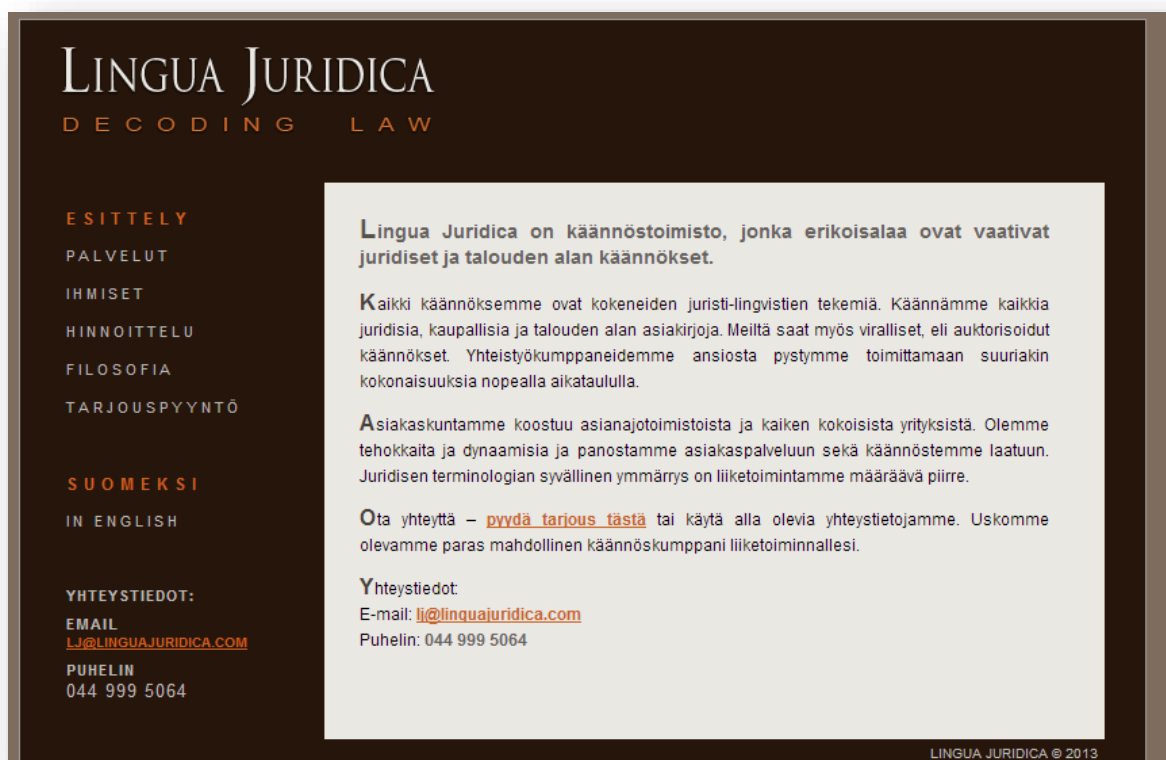 LINGUA JURIDICA
DECODING LAW
ESITTELY
PALVELUT
IHMISET
HINNOITTELU
FILOSOFIA
TARJOUSPYYNTÖ
SUOMEKSI
IN ENGLISH
YHTEYSTIEDOT:
EMAIL
LJ@LINGUAJURIDICA.COM
PUHELIN
044 999 5064
Lingua Juridica on käännöstoimisto, jonka erikoisalaa ovat vaativat
juridiset ja talouden alan käännökset.
Kaikki käännöksemme ovat kokeneiden juristi-lingvistien tekemiä. Käännämme kaikkia
juridisia, kaupallisia ja talouden alan asiakirjoja. Meiltä saat myös viralliset, eli auktorisoidut
käännökset. Yhteistyökumppaneidemme ansiosta pystymme toimittamaan suuriakin
kokonaisuuksia nopealla aikataululla.
Asiakaskuntamme koostuu asianajotoimistoista ja kaiken kokoisista yrityksistä. Olemme
tehokkaita ja dynaamisia ja panostamme asiakaspalveluun sekä käännöstemme laatuun.
Juridisen terminologian syvällinen ymmärrys on liiketoimintamme määräävä piirre.
Ota yhteyttä – pyydä tarjous tästä tai käytä alla olevia yhteystietojamme. Uskomme
olevamme paras mahdollinen käännöskumppani liiketoiminnallesi.
Yhteystiedot:
E-mail: lj@linguajuridica.com
Puhelin: 044 999 5064
LINGUA JURIDICA © 2013